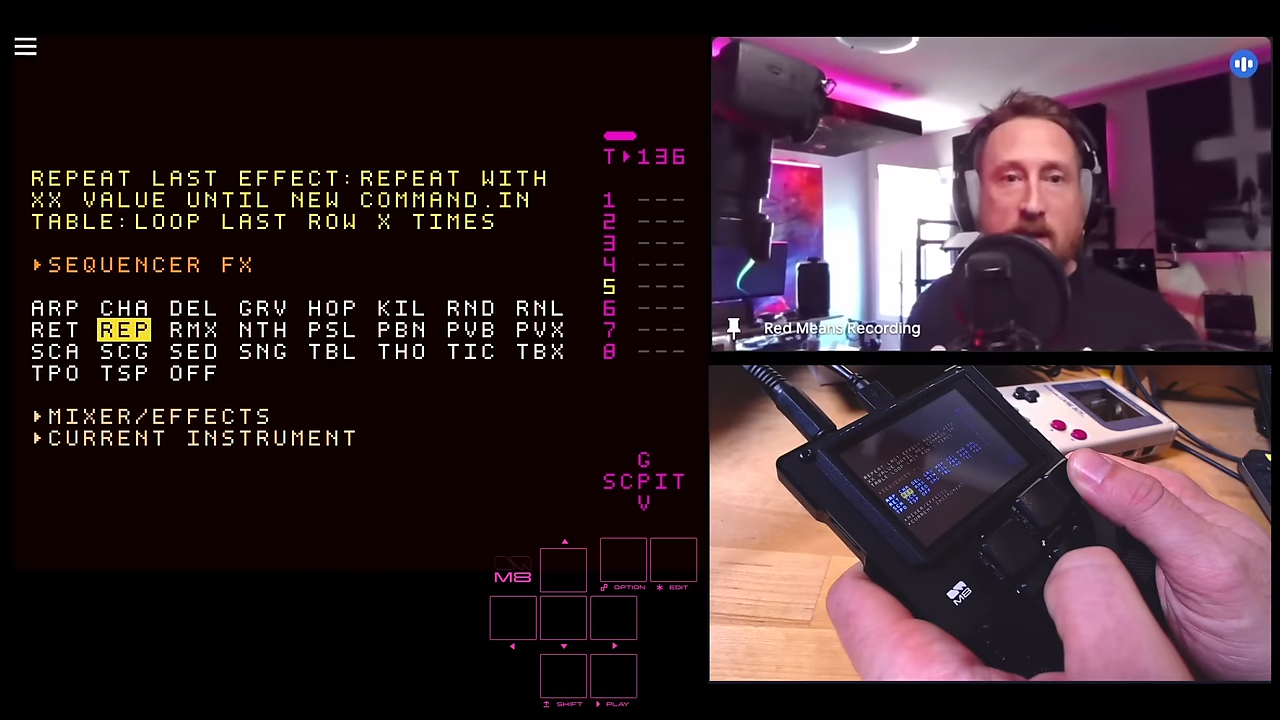 REPEAT LAST EFFECT:REPEAT WITH
XX VALUE UNTIL NEW COMMAND.IN
TABLE:LOOP LAST ROW X TIMES
SEQUENCER FX
ARP CHA DEL GRV HOP KIL RND RNL
RET REP RMX NTH PSL PBN PVB PVX
SCA SCG SED SNG TBL THO TIC TBX
TPO TSP OFF
MIXER/EFFECTS
CURRENT INSTRUMENT
T 136
1 ---
2 ---
3 ---
4 ---
5 ---
6 ---
7 ---
8 ---
G
SCPIT
V
M8
OPTION
EDIT
SHIFT
PLAY
Red Means Recording
M8